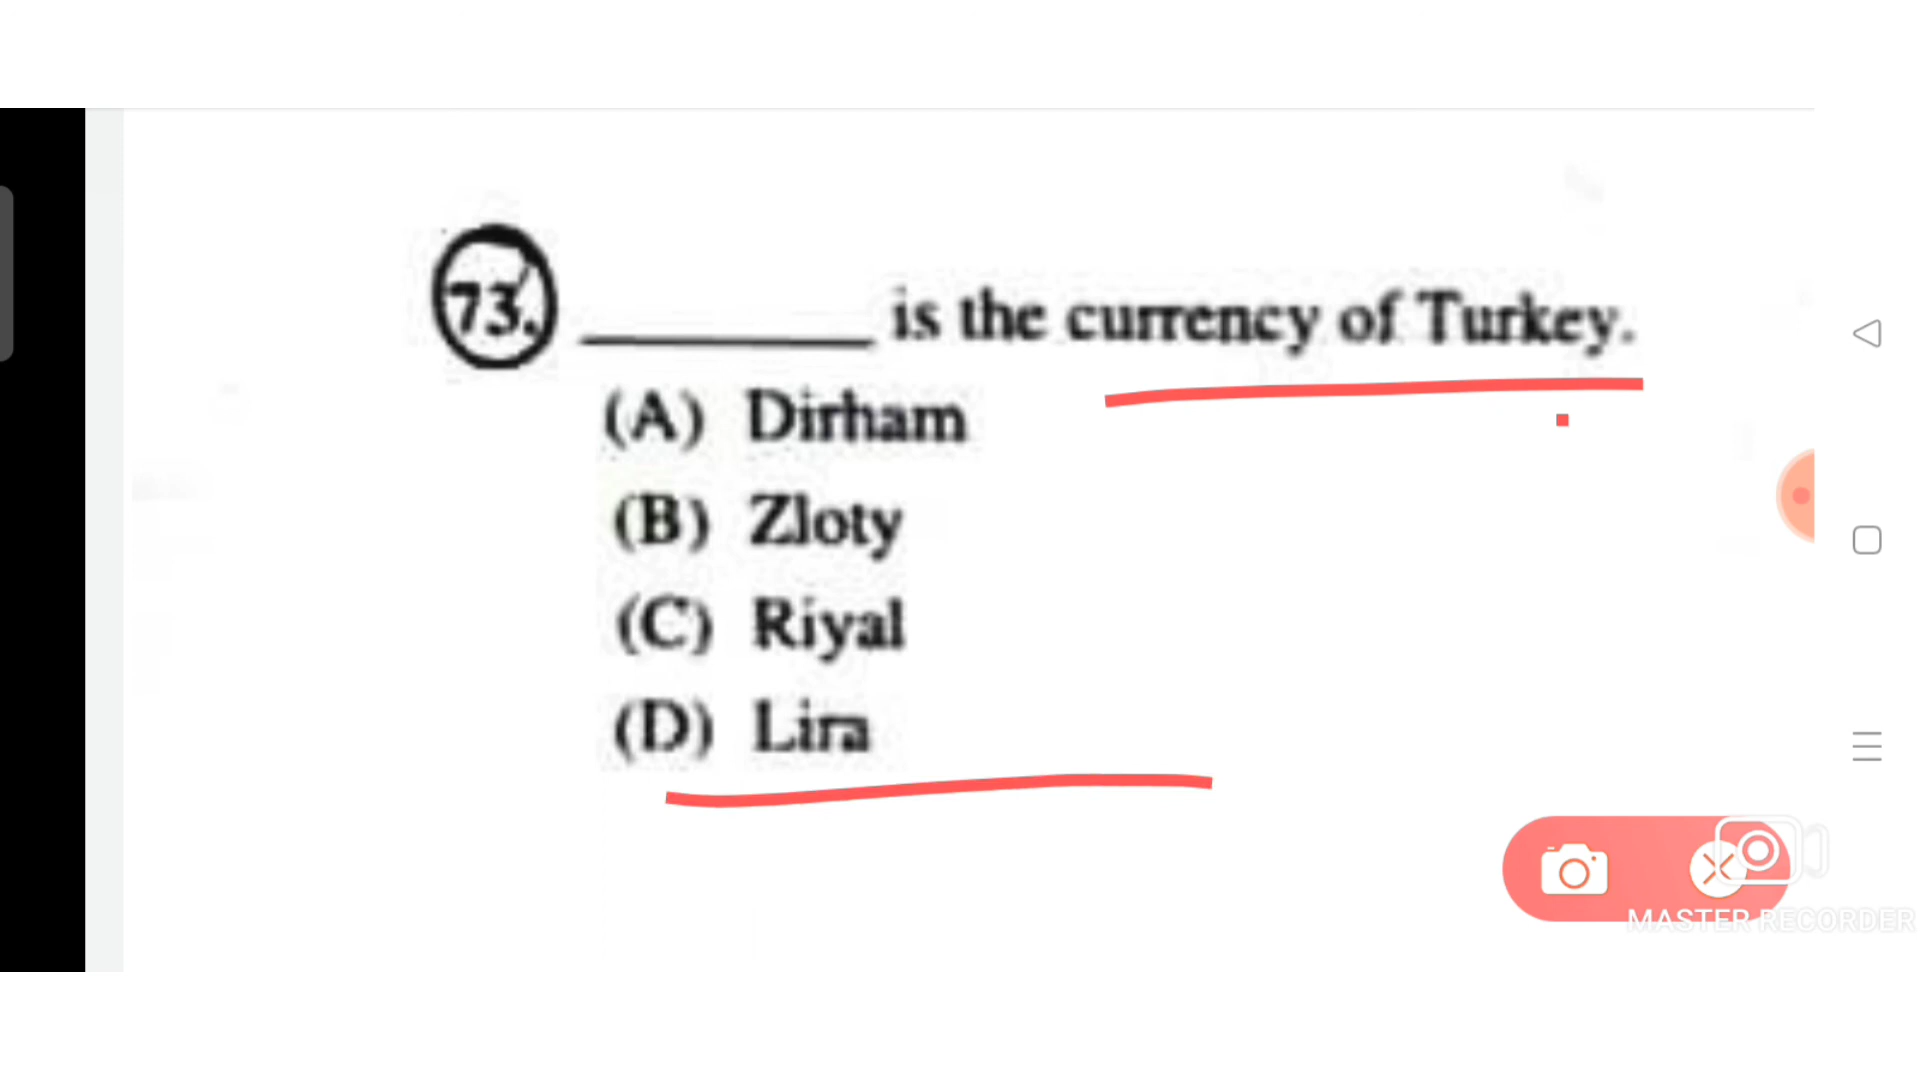 73. ________ is the currency of Turkey.
(A) Dirham
(B) Zloty
(C) Riyal
(D) Lira
MASTER RECORDER